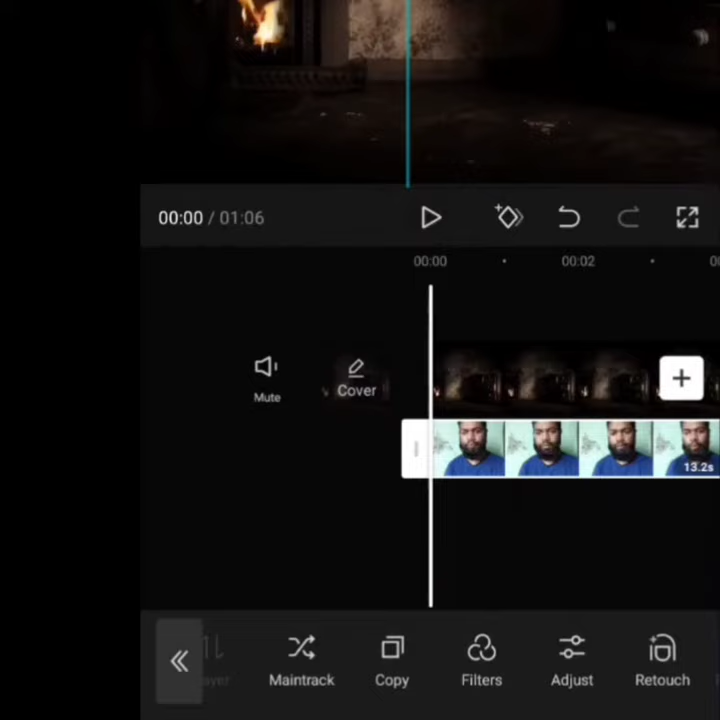 00:00 / 01:06
00:00
00:02
Mute
Cover
13.2s
Maintrack
Copy
Filters
Adjust
Retouch